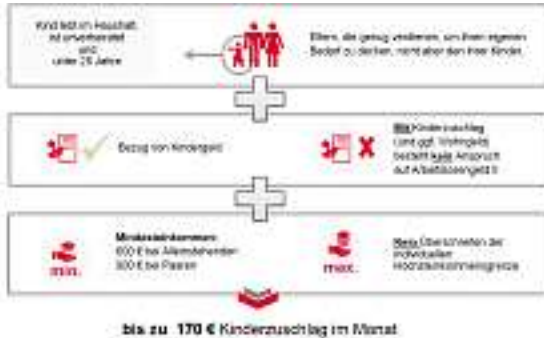 Kind lebt im Haushalt,
ist unverheiratet
und
unter 25 Jahre
Eltern, die genug verdienen, um ihren eigenen
Bedarf zu decken, nicht aber den ihrer Kinder.
Bezug von Kindergeld
Mit Kinderzuschlag
(und ggf. Wohngeld)
besteht kein Anspruch
auf Arbeitslosengeld II
min.
Mindesteinkommen:
600 € bei Alleinstehenden
900 € bei Paaren
max.
Kein Überschreiten der
individuellen
Höchsteinkommensgrenze
bis zu 170 € Kinderzuschlag im Monat